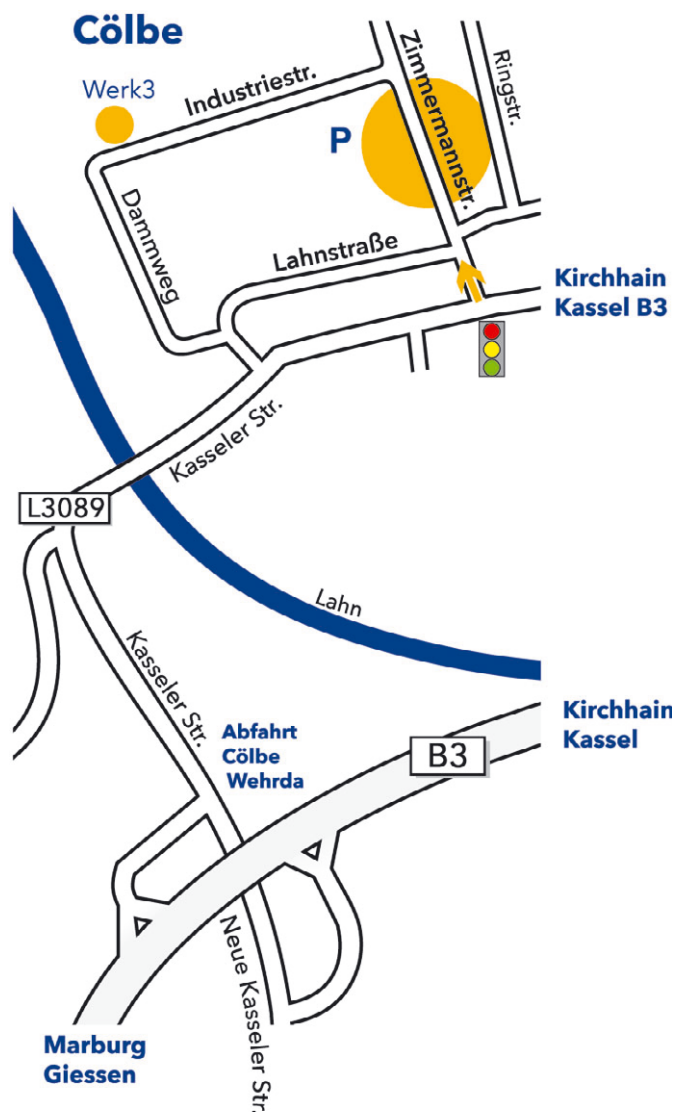 Cölbe
Werk3
Industriestr.
Zimmermannstr.
Ringstr.
P
Dammweg
Lahnstraße
Kirchhain
Kassel B3
Kasseler Str.
L3089
Lahn
Kasseler Str.
Abfahrt
Cölbe
Wehrda
Kirchhain
Kassel
B3
Neue Kasseler Str.
Marburg
Giessen